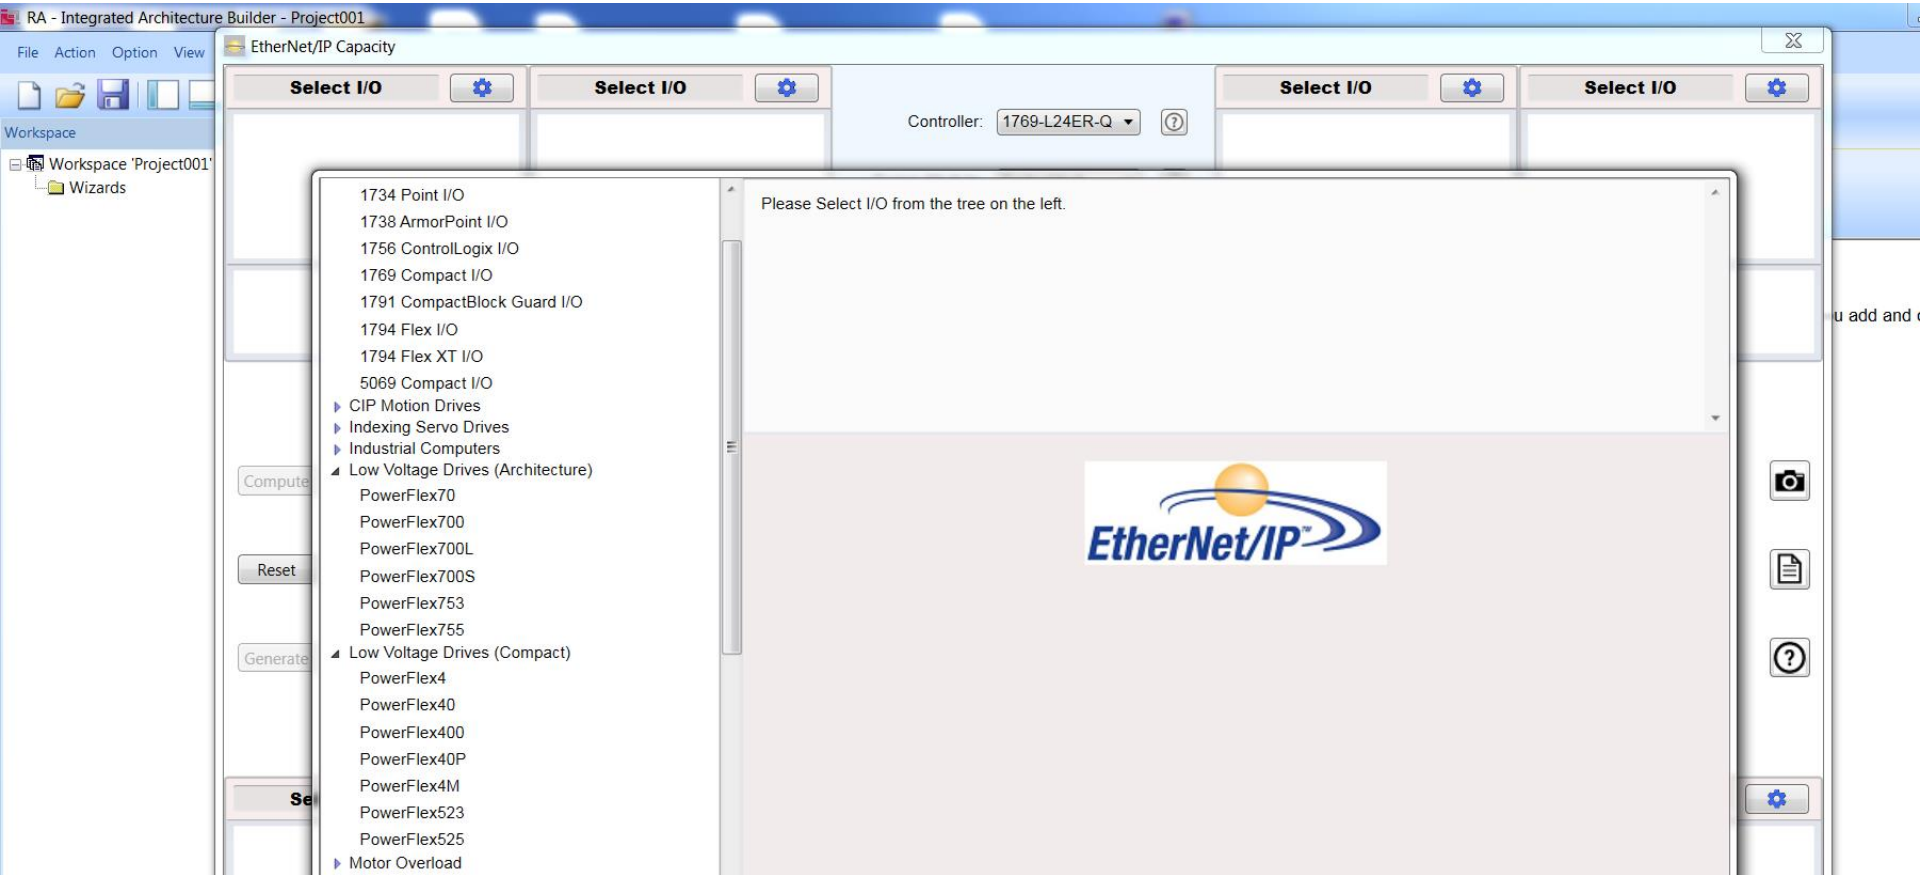 RA - Integrated Architecture Builder - Project001
File Action Option View
EtherNet/IP Capacity
Select I/O
Select I/O
Select I/O
Select I/O
Controller: 1769-L24ER-Q
Workspace
Workspace 'Project001'
Wizards
1734 Point I/O
1738 ArmorPoint I/O
1756 ControlLogix I/O
1769 Compact I/O
1791 CompactBlock Guard I/O
1794 Flex I/O
1794 Flex XT I/O
5069 Compact I/O
CIP Motion Drives
Indexing Servo Drives
Industrial Computers
Low Voltage Drives (Architecture)
PowerFlex70
PowerFlex700
PowerFlex700L
PowerFlex700S
PowerFlex753
PowerFlex755
Low Voltage Drives (Compact)
PowerFlex4
PowerFlex40
PowerFlex400
PowerFlex40P
PowerFlex4M
PowerFlex523
PowerFlex525
Motor Overload
Please Select I/O from the tree on the left.
EtherNet/IP™
u add and
Compute
Reset
Generate
Se